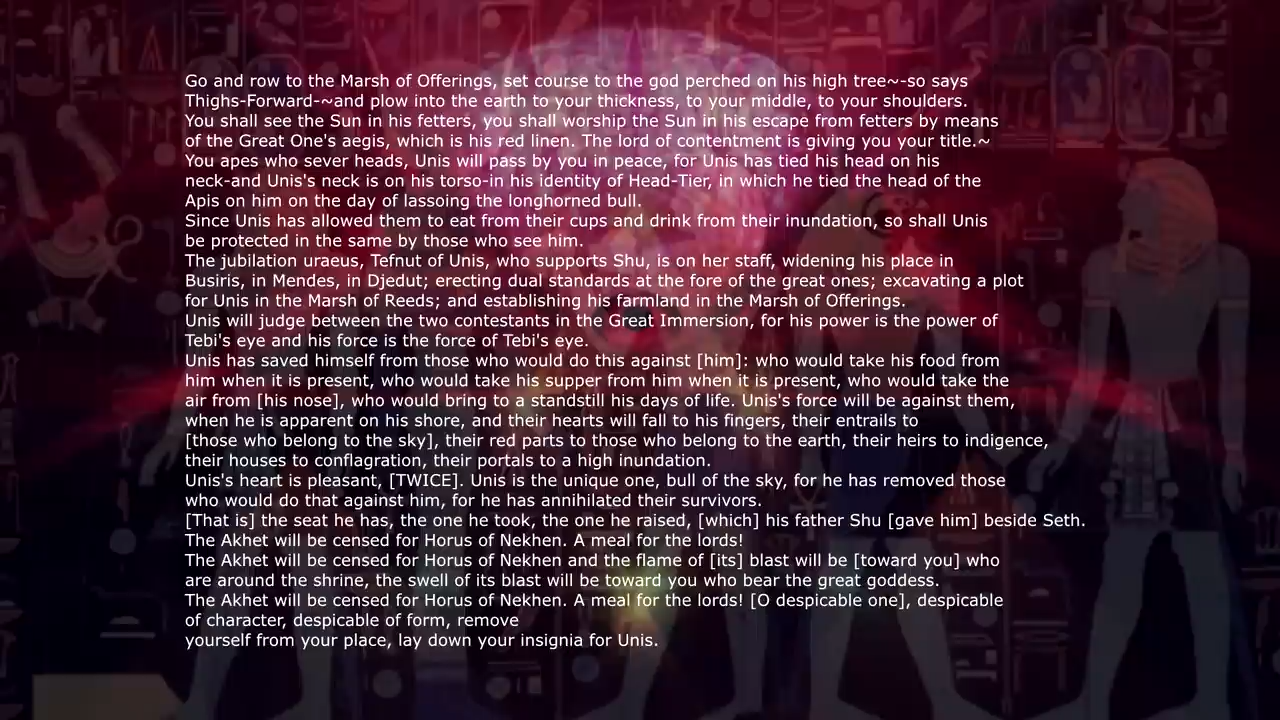 Go and row to the Marsh of Offerings, set course to the god perched on his high tree~-so says
Thighs-Forward-~and plow into the earth to your thickness, to your middle, to your shoulders.
You shall see the Sun in his fetters, you shall worship the Sun in his escape from fetters by means
of the Great One's aegis, which is his red linen. The lord of contentment is giving you your title.~
You apes who sever heads, Unis will pass by you in peace, for Unis has tied his head on his
neck-and Unis's neck is on his torso-in his identity of Head-Tier, in which he tied the head of the
Apis on him on the day of lassoing the longhorned bull.
Since Unis has allowed them to eat from their cups and drink from their inundation, so shall Unis
be protected in the same by those who see him.
The jubilation uraeus, Tefnut of Unis, who supports Shu, is on her staff, widening his place in
Busiris, in Mendes, in Djedut; erecting dual standards at the fore of the great ones; excavating a plot
for Unis in the Marsh of Reeds; and establishing his farmland in the Marsh of Offerings.
Unis will judge between the two contestants in the Great Immersion, for his power is the power of
Tebi's eye and his force is the force of Tebi's eye.
Unis has saved himself from those who would do this against [him]: who would take his food from
him when it is present, who would take his supper from him when it is present, who would take the
air from [his nose], who would bring to a standstill his days of life. Unis's force will be against them,
when he is apparent on his shore, and their hearts will fall to his fingers, their entrails to
[those who belong to the sky], their red parts to those who belong to the earth, their heirs to indigence,
their houses to conflagration, their portals to a high inundation.
Unis's heart is pleasant, [TWICE]. Unis is the unique one, bull of the sky, for he has removed those
who would do that against him, for he has annihilated their survivors.
[That is] the seat he has, the one he took, the one he raised, [which] his father Shu [gave him] beside Seth.
The Akhet will be censed for Horus of Nekhen. A meal for the lords!
The Akhet will be censed for Horus of Nekhen and the flame of [its] blast will be [toward you] who
are around the shrine, the swell of its blast will be toward you who bear the great goddess.
The Akhet will be censed for Horus of Nekhen. A meal for the lords! [O despicable one], despicable
of character, despicable of form, remove
yourself from your place, lay down your insignia for Unis.